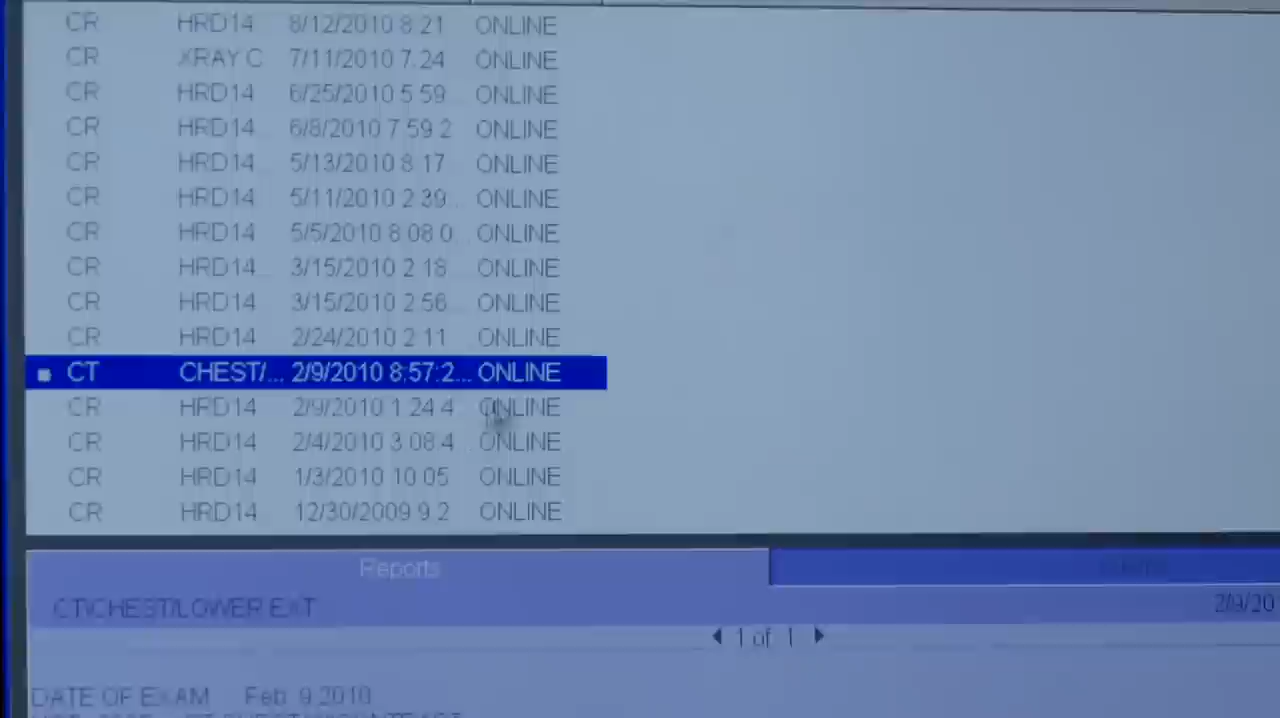 CR HRD14 8/12/2010 8 21 ONLINE
CR XRAY C 7/11/2010 7.24 ONLINE
CR HRD14 6/25/2010 5 59... ONLINE
CR HRD14... 6/8/2010 7 59 2 ONLINE
CR HRD14... 5/13/2010 8 17 ONLINE
CR HRD14... 5/11/2010 2 39... ONLINE
CR HRD14 5/5/2010 8 08 0... ONLINE
CR HRD14... 3/15/2010 2 18 ONLINE
CR HRD14 3/15/2010 2 56... ONLINE
CR HRD14 2/24/2010 2 11 ONLINE
CT CHEST/... 2/9/2010 8:57:2... ONLINE
CR HRD14 2/9/2010 1 24 4 ONLINE
CR HRD14 2/4/2010 3 08 4... ONLINE
CR HRD14 1/3/2010 10 05 ONLINE
CR HRD14 12/30/2009 9 2 ONLINE
Reports
CT\CHEST/LOWER EXT 2/9/20
1 of 1
DATE OF EXAM Feb 9 2010